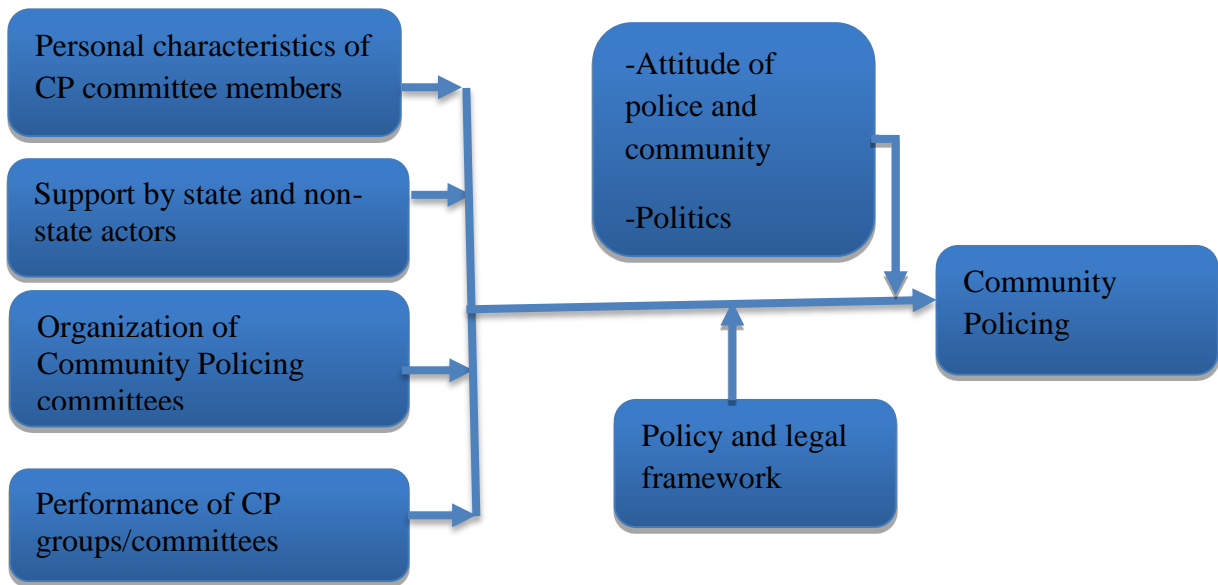 Personal characteristics of
CP committee members
Support by state and non-
state actors
Organization of
Community Policing
committees
Performance of CP
groups/committees
-Attitude of
police and
community
-Politics
Policy and legal
framework
Community
Policing